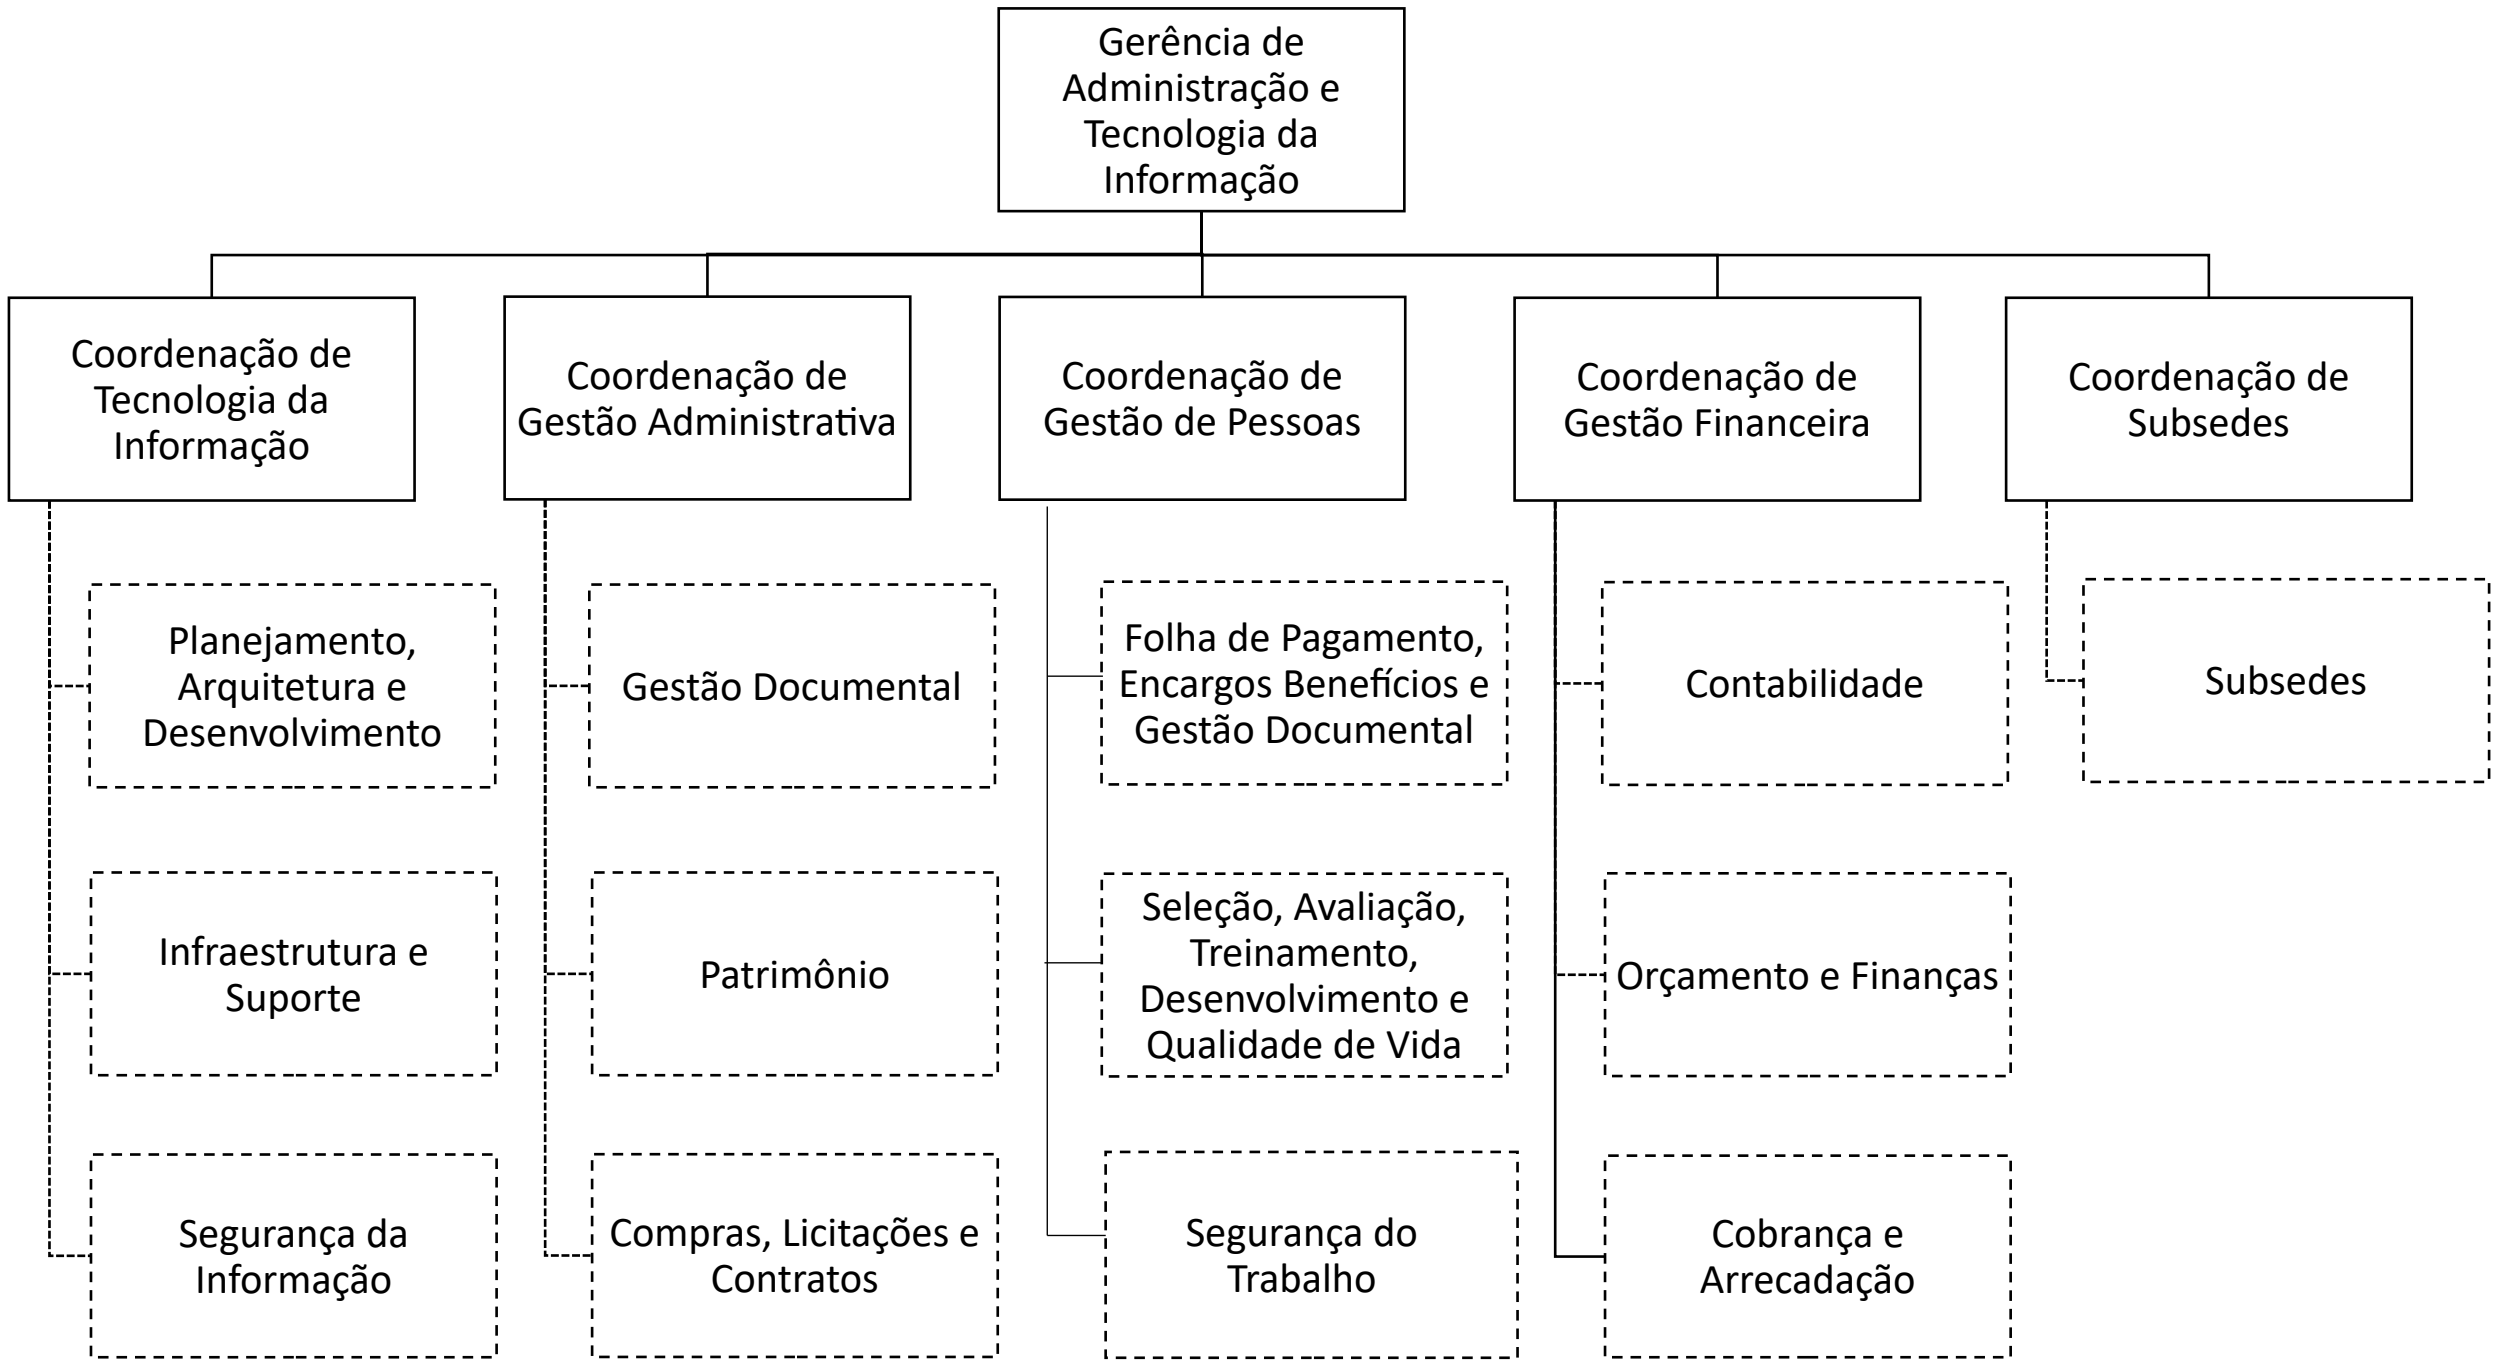 Gerência de
Administração e
Tecnologia da
Informação
Coordenação de
Tecnologia da
Informação
Coordenação de
Gestão Administrativa
Coordenação de
Gestão de Pessoas
Coordenação de
Gestão Financeira
Coordenação de
Subsedes
Planejamento,
Arquitetura e
Desenvolvimento
Gestão Documental
Folha de Pagamento,
Encargos Benefícios e
Gestão Documental
Contabilidade
Subsedes
Infraestrutura e
Suporte
Patrimônio
Seleção, Avaliação,
Treinamento,
Desenvolvimento e
Qualidade de Vida
Orçamento e Finanças
Segurança da
Informação
Compras, Licitações e
Contratos
Segurança do
Trabalho
Cobrança e
Arrecadação